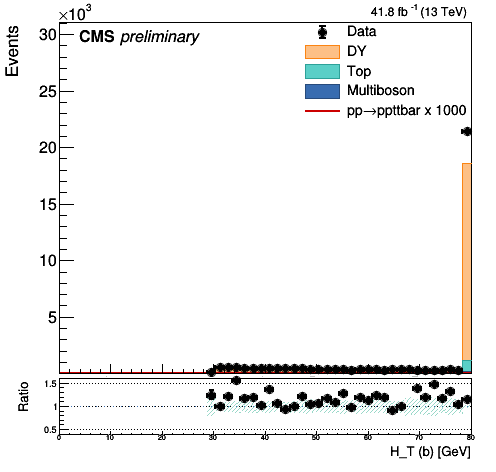 ×10³
41.8 fb⁻¹ (13 TeV)
Events
CMS preliminary
Data
DY
Top
Multiboson
pp→ppttbar x 1000
30
25
20
15
10
5
Ratio
1.5
1
0.5
0 10 20 30 40 50 60 70 80
H_T (b) [GeV]